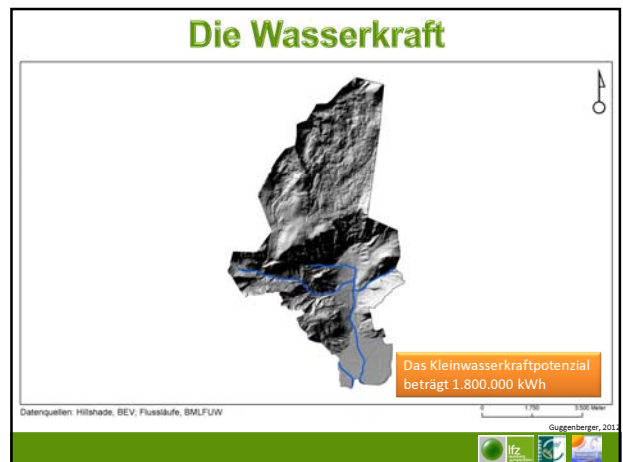 Die Wasserkraft
Das Kleinwasserkraftpotenzial
beträgt 1.800.000 kWh
Datenquellen: Hillshade, BEV; Flussläufe, BMLFUW
0 1.750 3.500 Meter
Guggenberger, 2012
lfz